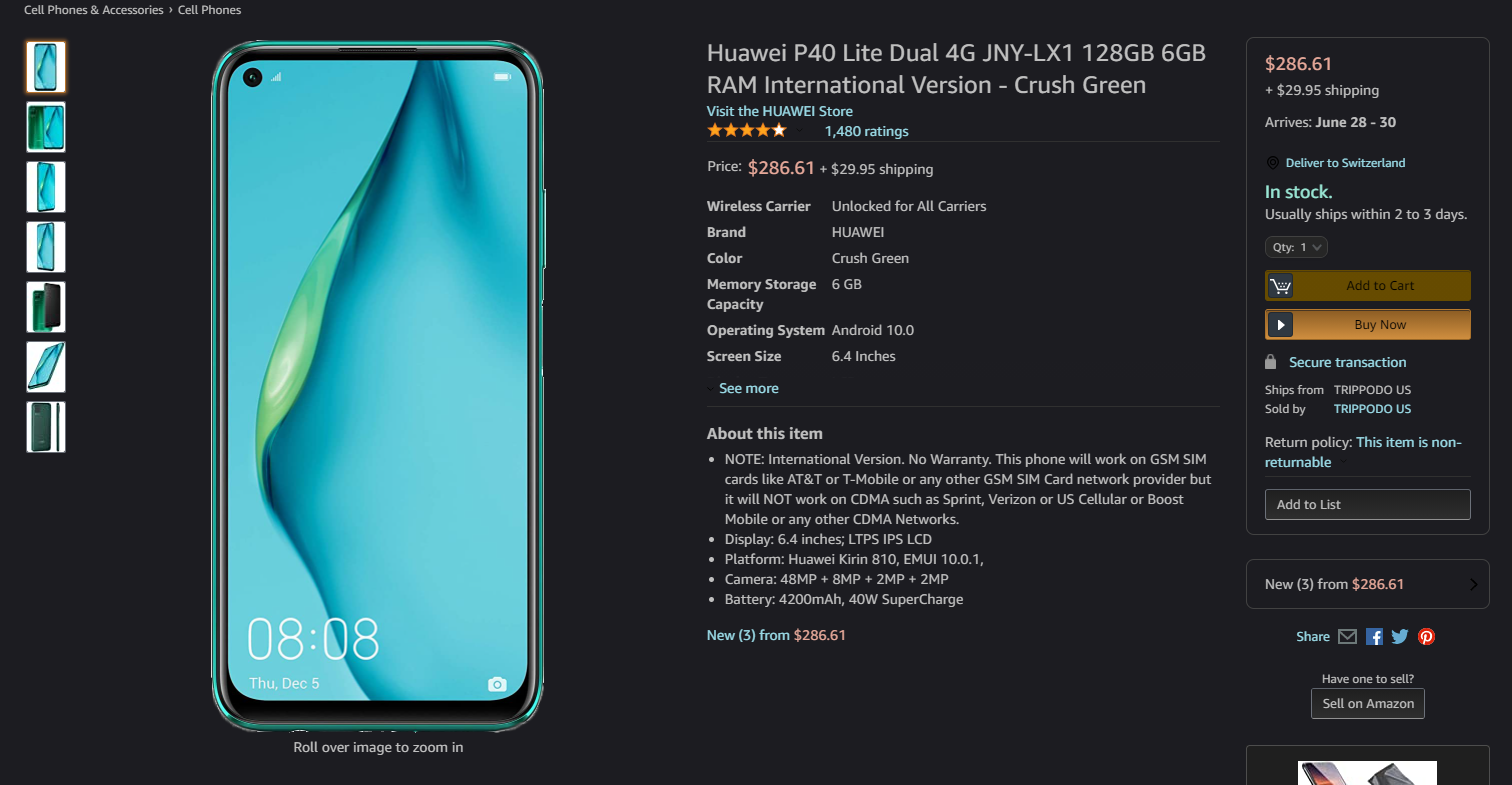 Cell Phones & Accessories › Cell Phones
08:08
Thu, Dec 5
Roll over image to zoom in
Huawei P40 Lite Dual 4G JNY-LX1 128GB 6GB
RAM International Version - Crush Green
Visit the HUAWEI Store
1,480 ratings
Price: $286.61 + $29.95 shipping
Wireless Carrier Unlocked for All Carriers
Brand HUAWEI
Color Crush Green
Memory Storage 6 GB
Capacity
Operating System Android 10.0
Screen Size 6.4 Inches
See more
About this item
• NOTE: International Version. No Warranty. This phone will work on GSM SIM
cards like AT&T or T-Mobile or any other GSM SIM Card network provider but
it will NOT work on CDMA such as Sprint, Verizon or US Cellular or Boost
Mobile or any other CDMA Networks.
• Display: 6.4 inches; LTPS IPS LCD
• Platform: Huawei Kirin 810, EMUI 10.0.1,
• Camera: 48MP + 8MP + 2MP + 2MP
• Battery: 4200mAh, 40W SuperCharge
New (3) from $286.61
$286.61
+ $29.95 shipping
Arrives: June 28 - 30
Deliver to Switzerland
In stock.
Usually ships within 2 to 3 days.
Qty: 1
Add to Cart
Buy Now
Secure transaction
Ships from TRIPPODO US
Sold by TRIPPODO US
Return policy: This item is non-
returnable
Add to List
New (3) from $286.61
Share
Have one to sell?
Sell on Amazon